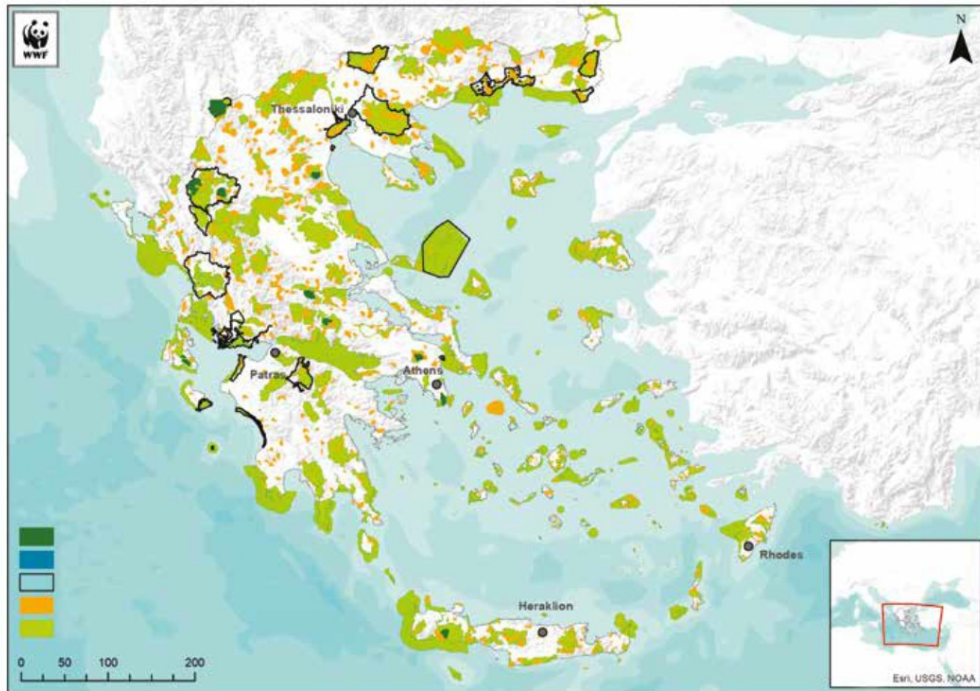 WWF
N
Thessaloniki
Patras
Athens
Rhodes
Heraklion
0 50 100 200
Esri, USGS, NOAA